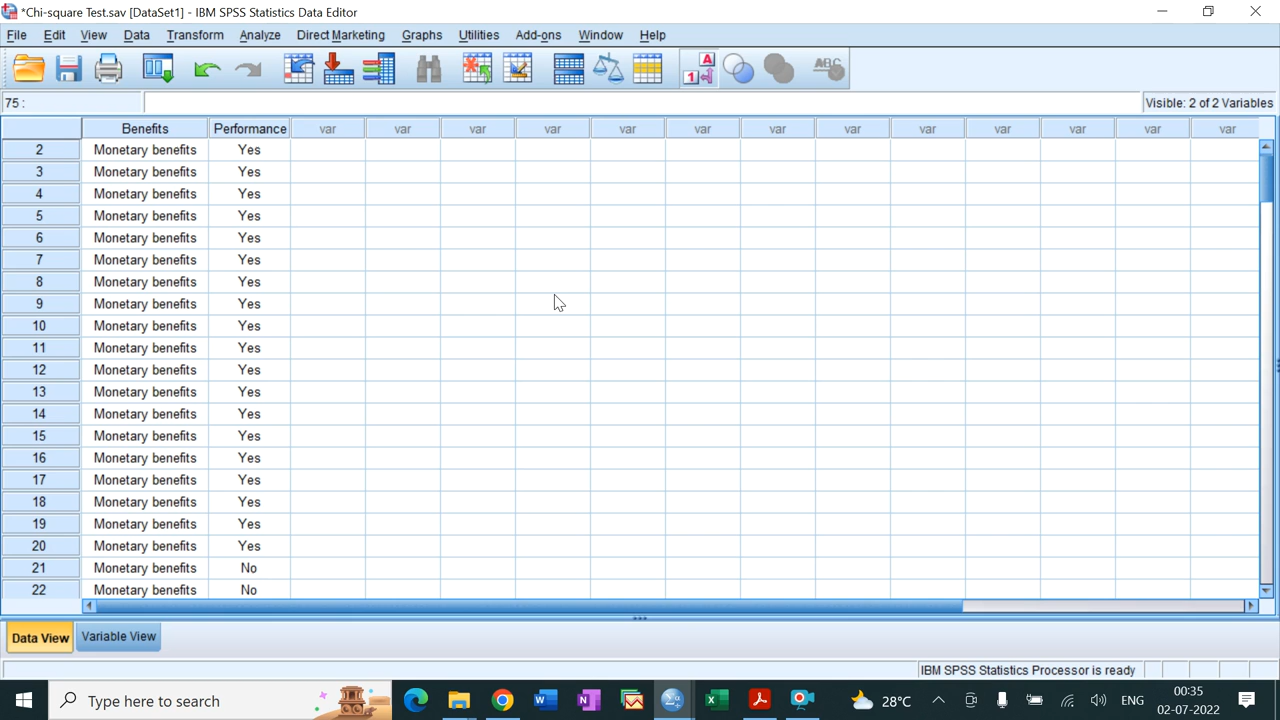 *Chi-square Test.sav [DataSet1] - IBM SPSS Statistics Data Editor
File Edit View Data Transform Analyze Direct Marketing Graphs Utilities Add-ons Window Help
1 A ABC
75 : Visible: 2 of 2 Variables
Benefits Performance var var var var var var var var var var var var var
2 Monetary benefits Yes
3 Monetary benefits Yes
4 Monetary benefits Yes
5 Monetary benefits Yes
6 Monetary benefits Yes
7 Monetary benefits Yes
8 Monetary benefits Yes
9 Monetary benefits Yes
10 Monetary benefits Yes
11 Monetary benefits Yes
12 Monetary benefits Yes
13 Monetary benefits Yes
14 Monetary benefits Yes
15 Monetary benefits Yes
16 Monetary benefits Yes
17 Monetary benefits Yes
18 Monetary benefits Yes
19 Monetary benefits Yes
20 Monetary benefits Yes
21 Monetary benefits No
22 Monetary benefits No
Data View Variable View
IBM SPSS Statistics Processor is ready
Type here to search 28°C ENG 00:35
02-07-2022